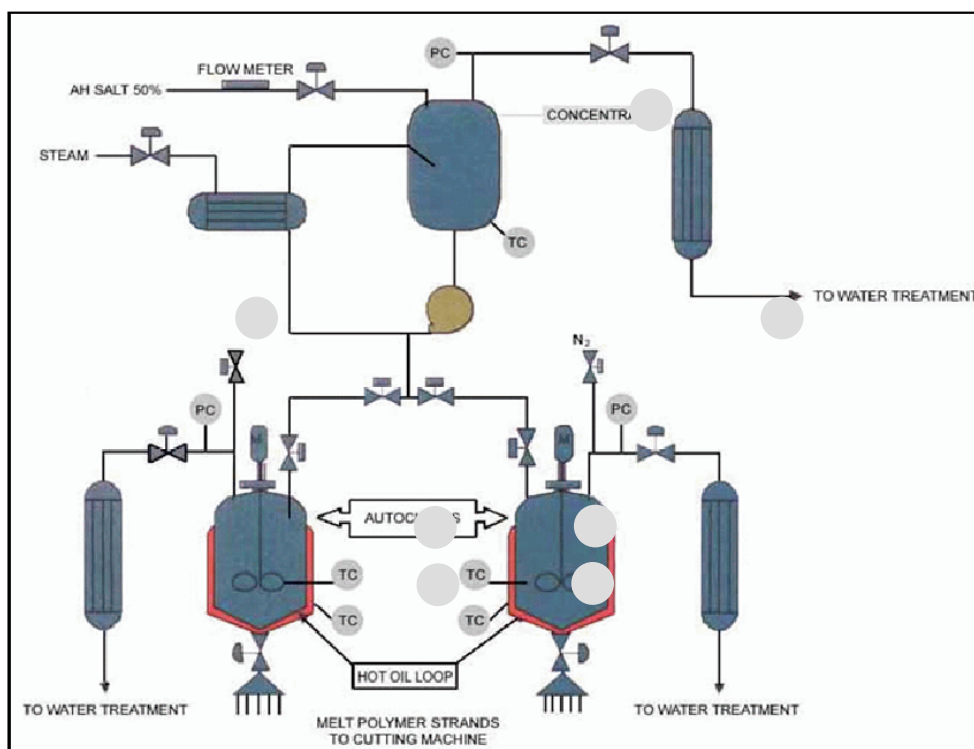 PC
FLOW METER
AH SALT 50%
STEAM
TC
TO WATER TREATMENT
N₂
PC
PC
M
M
TC
TC
TC
TC
HOT OIL LOOP
TO WATER TREATMENT
MELT POLYMER STRANDS
TO CUTTING MACHINE
TO WATER TREATMENT